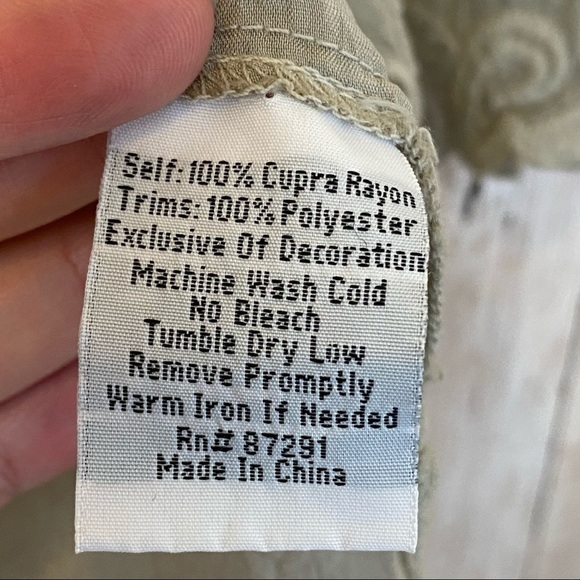 Self: 100% Cupra Rayon
Trims: 100% Polyester
Exclusive Of Decoration
Machine Wash Cold
No Bleach
Tumble Dry Low
Remove Promptly
Warm Iron If Needed
Rn# 87291
Made In China